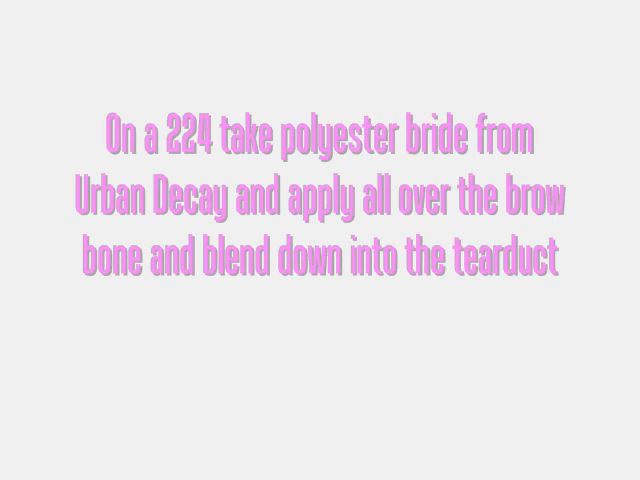 On a 224 take polyester bride from
Urban Decay and apply all over the brow
bone and blend down into the tearduct